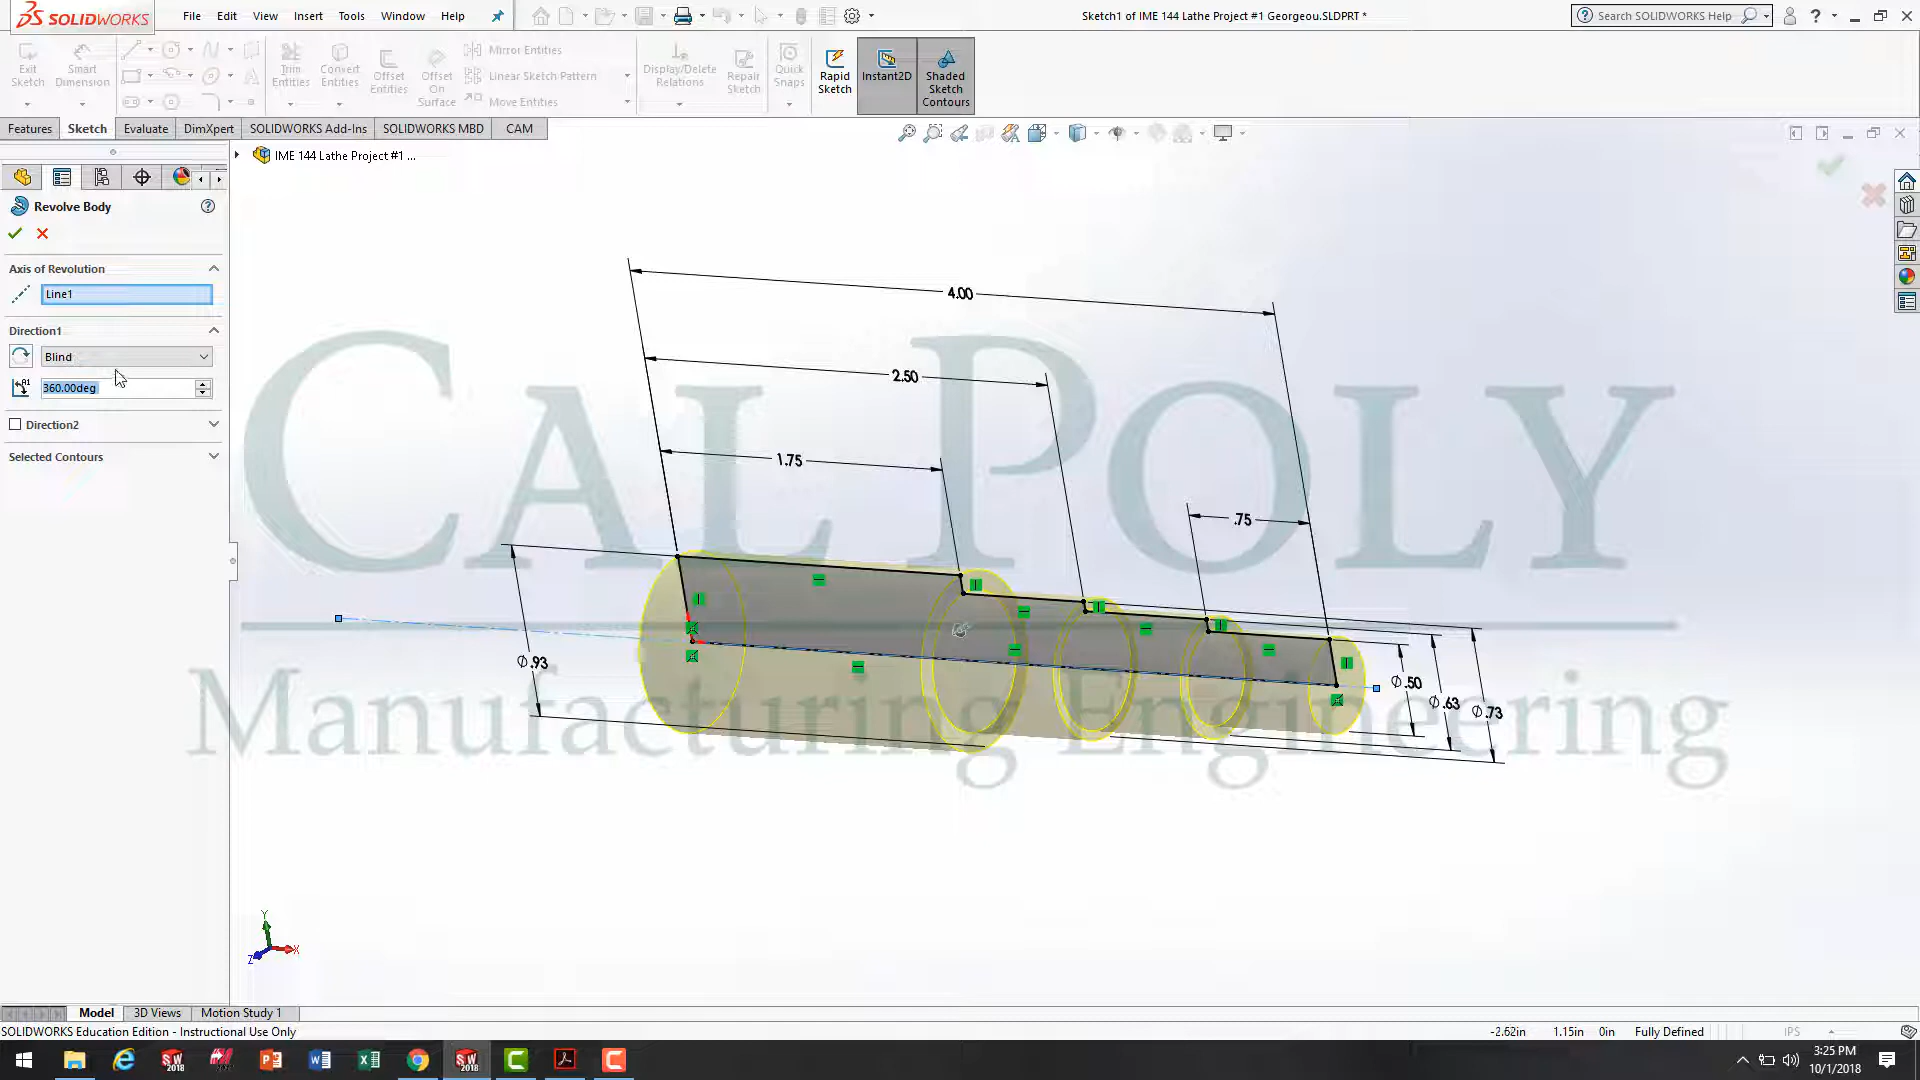 SOLIDWORKS
File Edit View Insert Tools Window Help
Sketch1 of IME 144 Lathe Project #1 Georgeou.SLDPRT *
Search SOLIDWORKS Help
Exit Sketch
Smart Dimension
Trim Entities
Convert Entities
Offset Entities
Offset On Surface
Mirror Entities
Linear Sketch Pattern
Move Entities
Display/Delete Relations
Repair Sketch
Quick Snaps
Rapid Sketch
Instant2D
Shaded Sketch Contours
Features Sketch Evaluate DimXpert SOLIDWORKS Add-Ins SOLIDWORKS MBD CAM
IME 144 Lathe Project #1 ...
Revolve Body
Axis of Revolution
Line1
Direction1
Blind
360.00deg
Direction2
Selected Contours
4.00
2.50
1.75
.75
CAL POLY
Ø.93
Ø.50
Ø.63
Ø.73
Manufacturing Engineering
Y
X
Z
Model 3D Views Motion Study 1
SOLIDWORKS Education Edition - Instructional Use Only
-2.62in 1.15in 0in Fully Defined
IPS
3:25 PM
10/1/2018